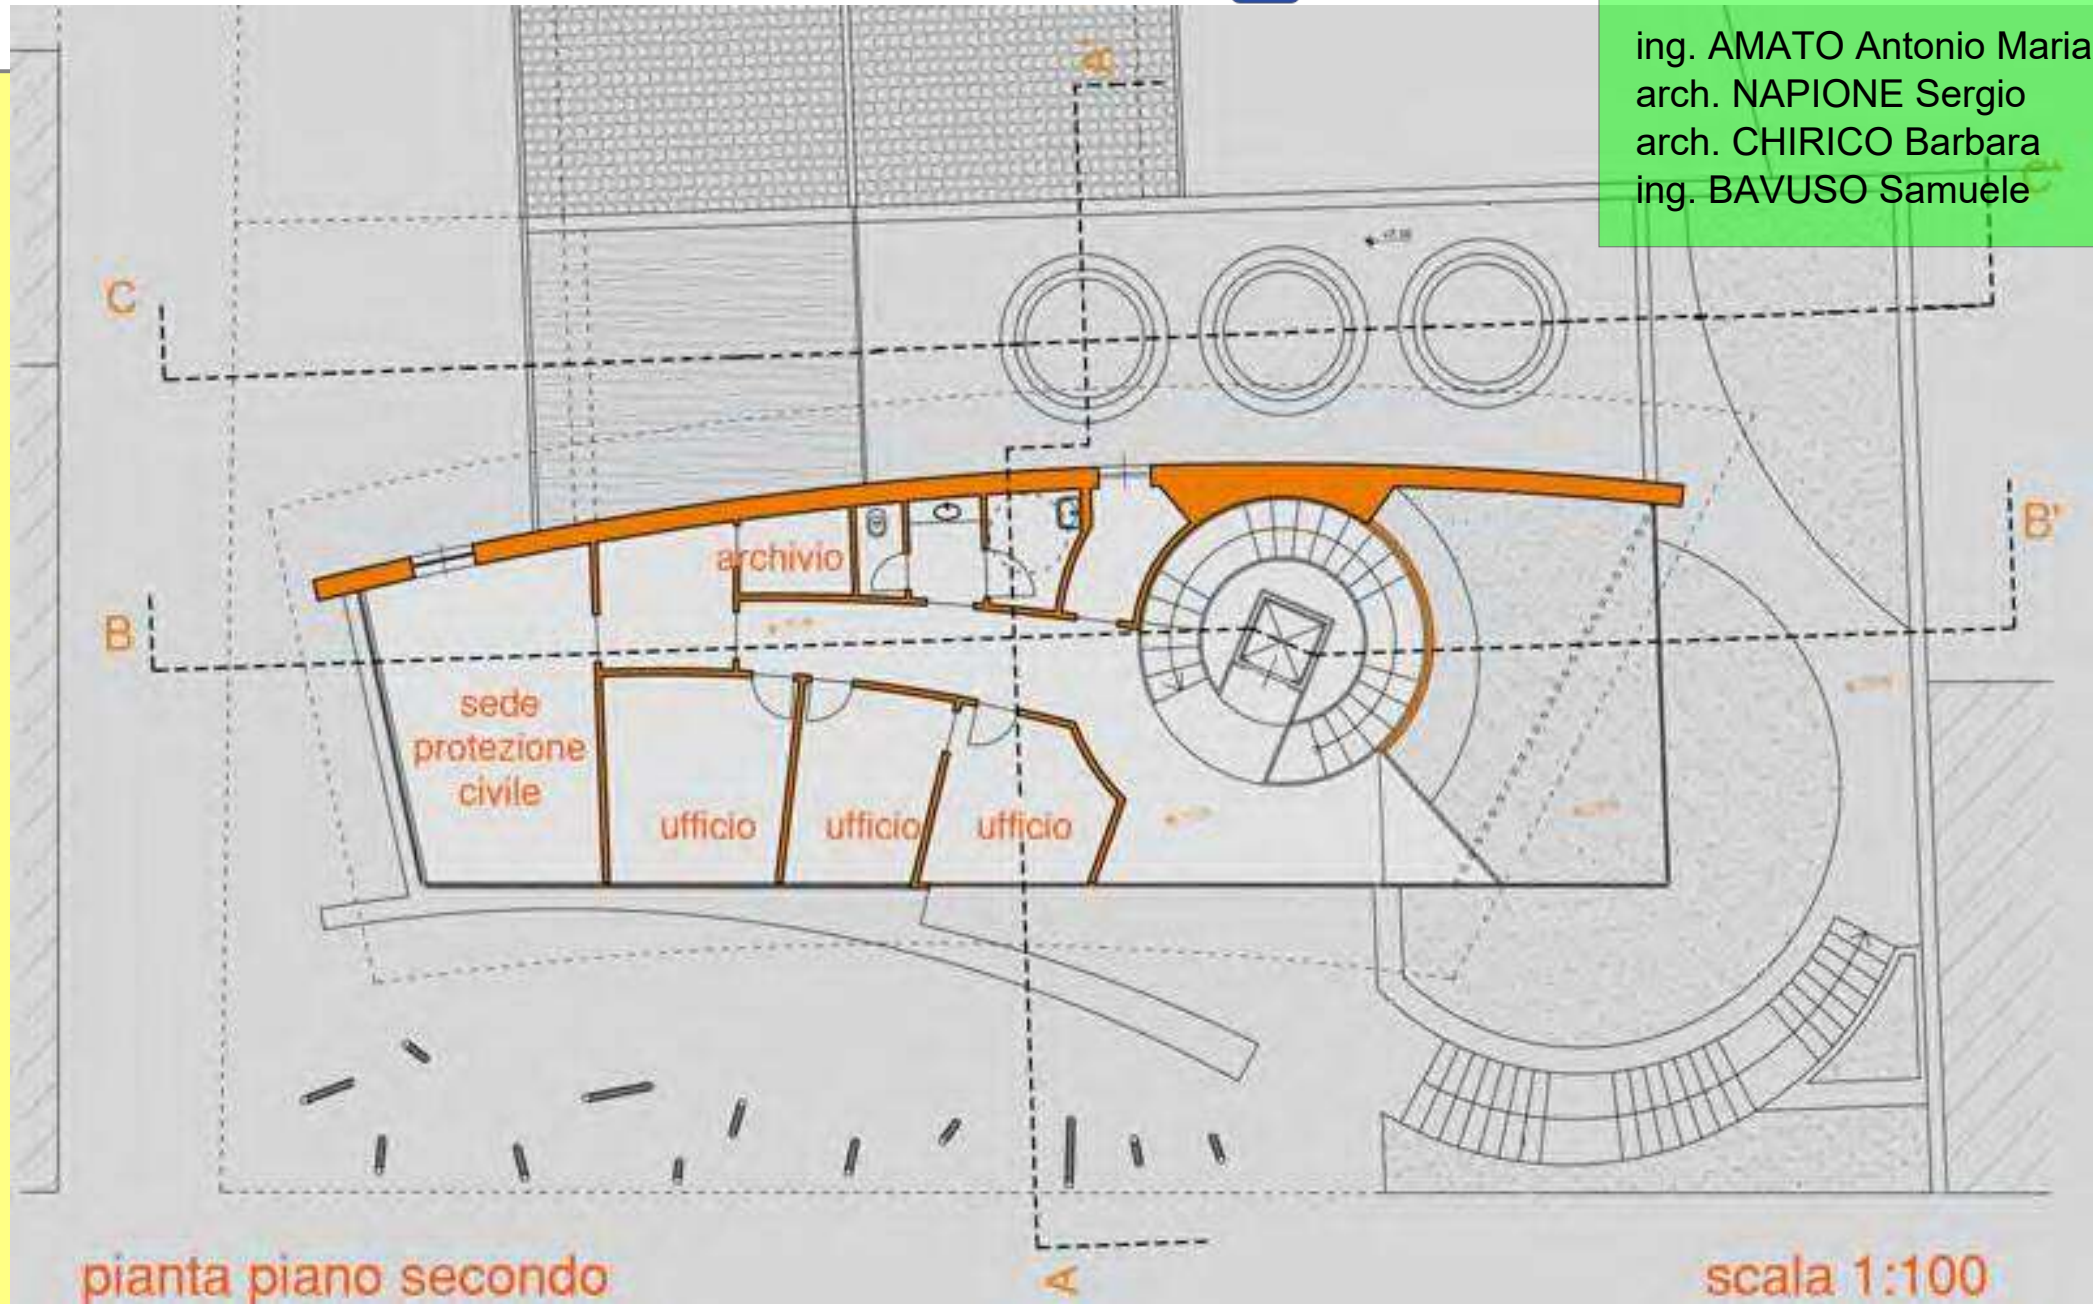 ing. AMATO Antonio Maria
arch. NAPIONE Sergio
arch. CHIRICO Barbara
ing. BAVUSO Samuele
A'
C'
C
B'
B
archivio
sede
protezione
civile
ufficio
ufficio
ufficio
A
pianta piano secondo
scala 1:100